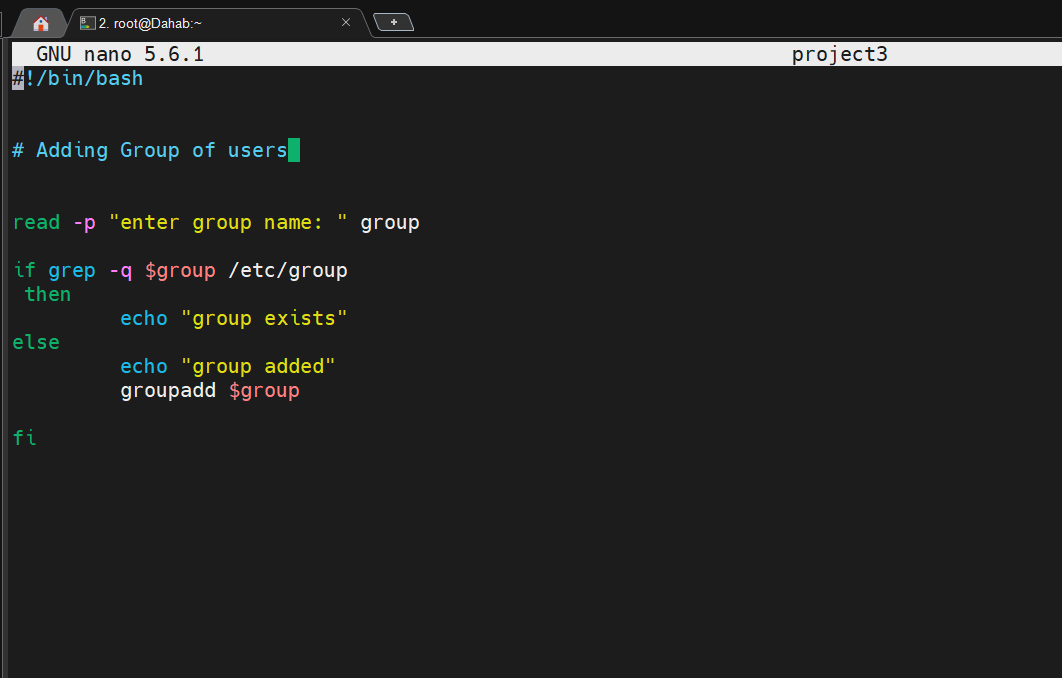 2. root@Dahab:~
GNU nano 5.6.1 project3
#!/bin/bash
# Adding Group of users
read -p "enter group name: " group
if grep -q $group /etc/group
then
echo "group exists"
else
echo "group added"
groupadd $group
fi